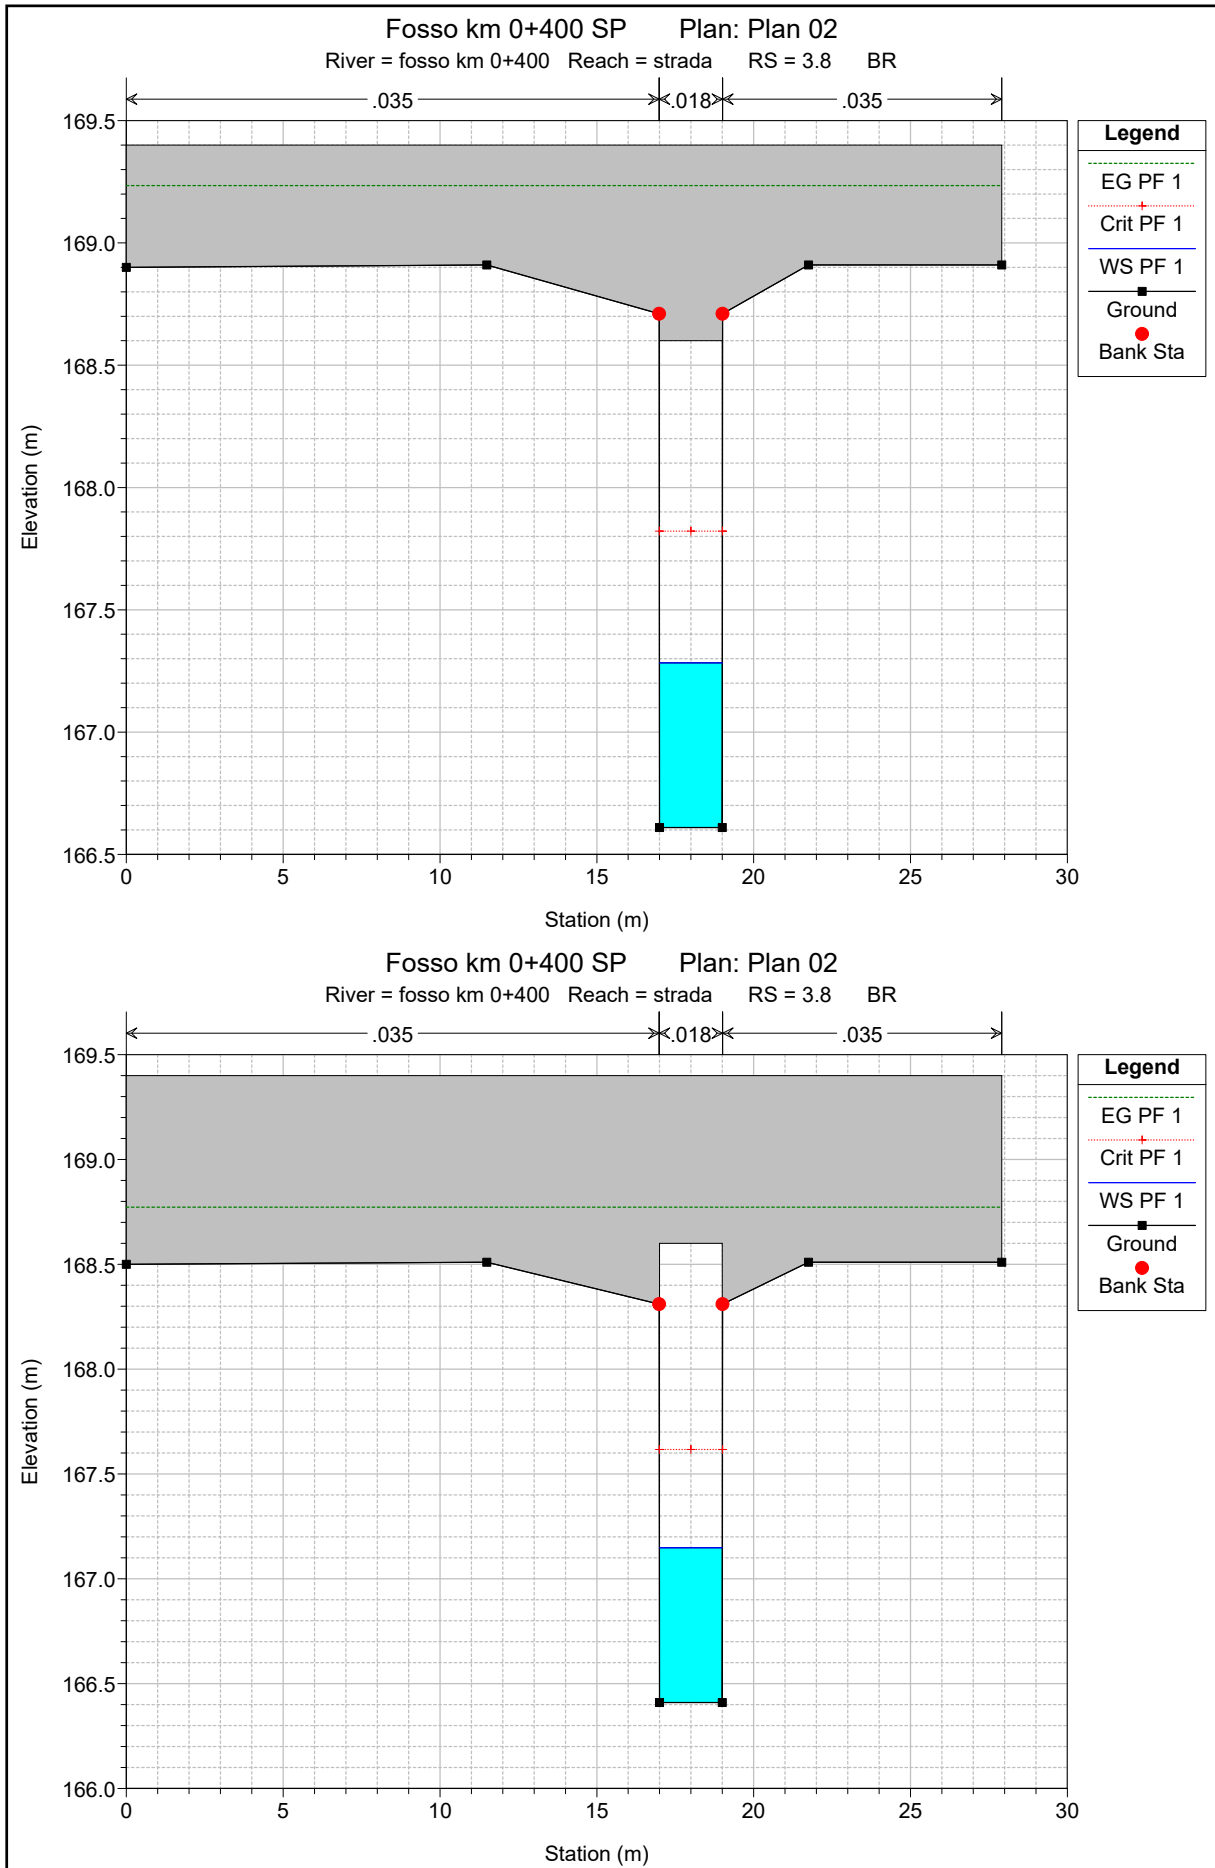 Fosso km 0+400 SP Plan: Plan 02
River = fosso km 0+400 Reach = strada RS = 3.8 BR
.035 .018 .035
Legend
EG PF 1
Crit PF 1
WS PF 1
Ground
Bank Sta
169.5
169.0
168.5
168.0
167.5
167.0
166.5
Elevation (m)
0 5 10 15 20 25 30
Station (m)
Fosso km 0+400 SP Plan: Plan 02
River = fosso km 0+400 Reach = strada RS = 3.8 BR
.035 .018 .035
Legend
EG PF 1
Crit PF 1
WS PF 1
Ground
Bank Sta
169.5
169.0
168.5
168.0
167.5
167.0
166.5
166.0
Elevation (m)
0 5 10 15 20 25 30
Station (m)